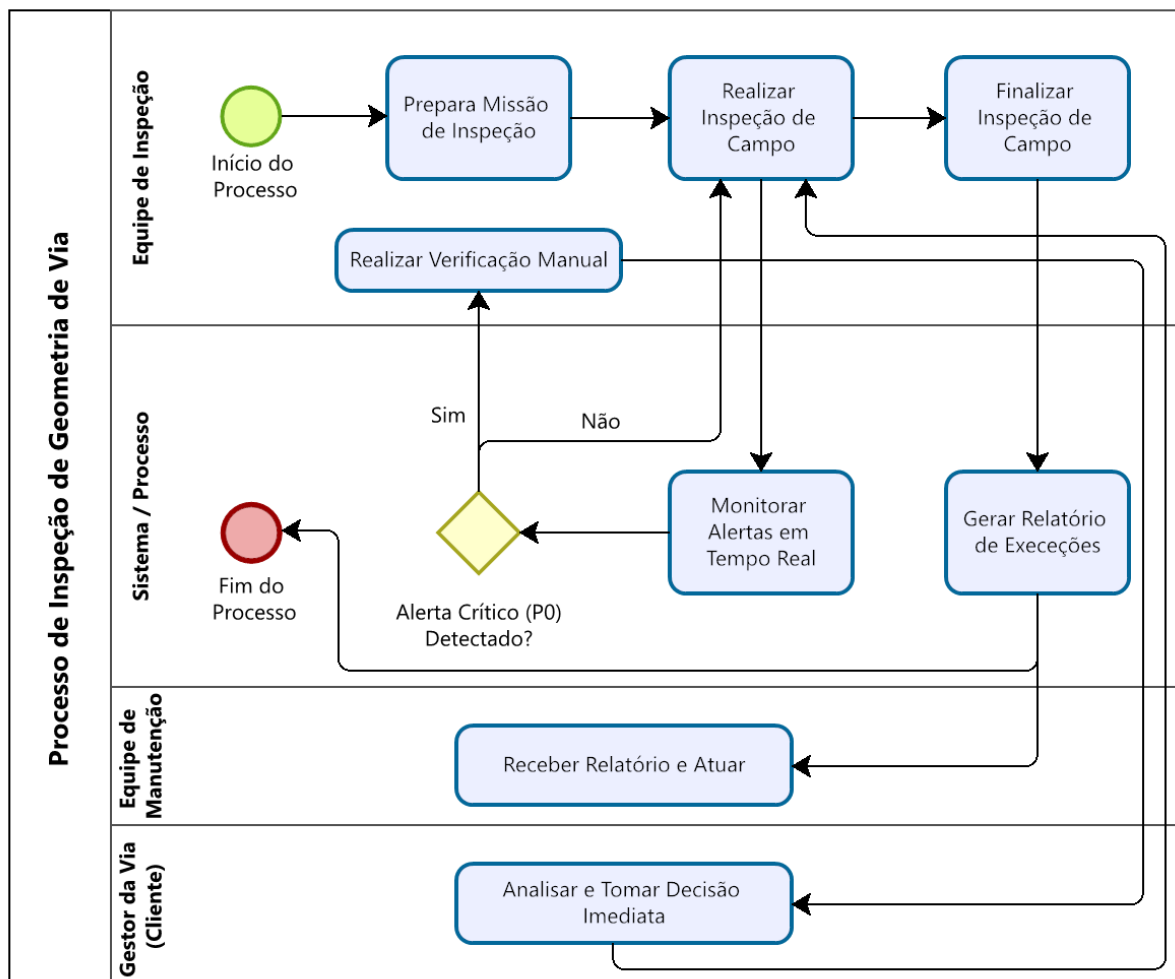 Processo de Inspeção de Geometria de Via
Equipe de Inspeção
Início do
Processo
Prepara Missão
de Inspeção
Realizar
Inspeção de
Campo
Finalizar
Inspeção de
Campo
Realizar Verificação Manual
Sistema / Processo
Sim
Não
Fim do
Processo
Alerta Crítico (P0)
Detectado?
Monitorar
Alertas em
Tempo Real
Gerar Relatório
de Execeções
Equipe de
Manutenção
Receber Relatório e Atuar
Gestor da Via
(Cliente)
Analisar e Tomar Decisão
Imediata